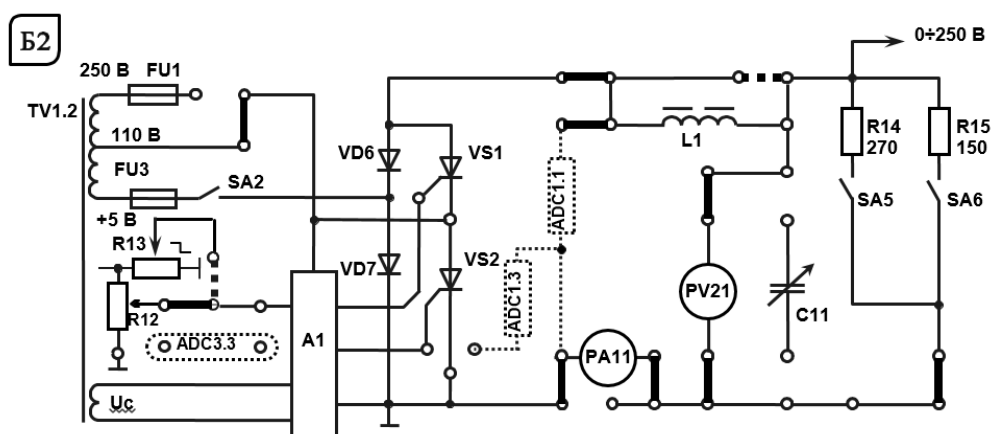 Б2
0÷250 В
250 В
FU1
TV1.2
110 В
FU3
SA2
VD6
VS1
L1
R14
270
R15
150
ADC1.1
SA5
SA6
+5 В
R13
VD7
VS2
ADC1.3
PV21
C11
R12
A1
ADC3.3
PA11
Uc